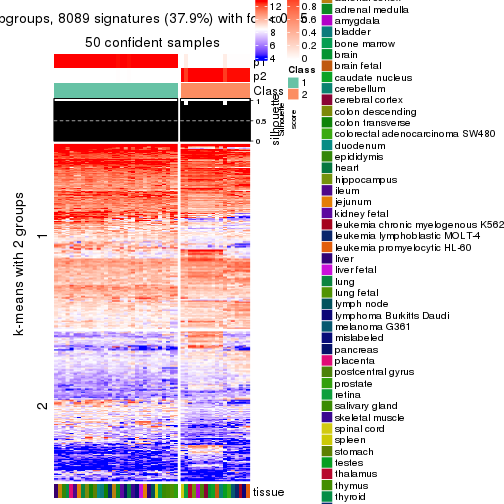 ogroups, 8089 signatures (37.9%) with fo
50 confident samples
p1
p2
Class
silhouette
score
1
0.5
0
k-means with 2 groups
1
2
tissue
12
10
8
6
4
0.8
0.6
0.4
0.2
0
Class
1
2
adrenal medulla
amygdala
bladder
bone marrow
brain
brain fetal
caudate nucleus
cerebellum
cerebral cortex
colon descending
colon transverse
colorectal adenocarcinoma SW480
duodenum
epididymis
heart
hippocampus
ileum
jejunum
kidney fetal
leukemia chronic myelogenous K562
leukemia lymphoblastic MOLT-4
leukemia promyelocytic HL-60
liver
liver fetal
lung
lung fetal
lymph node
lymphoma Burkitts Daudi
melanoma G361
mislabeled
pancreas
placenta
postcentral gyrus
prostate
retina
salivary gland
skeletal muscle
spinal cord
spleen
stomach
testes
thalamus
thymus
thyroid